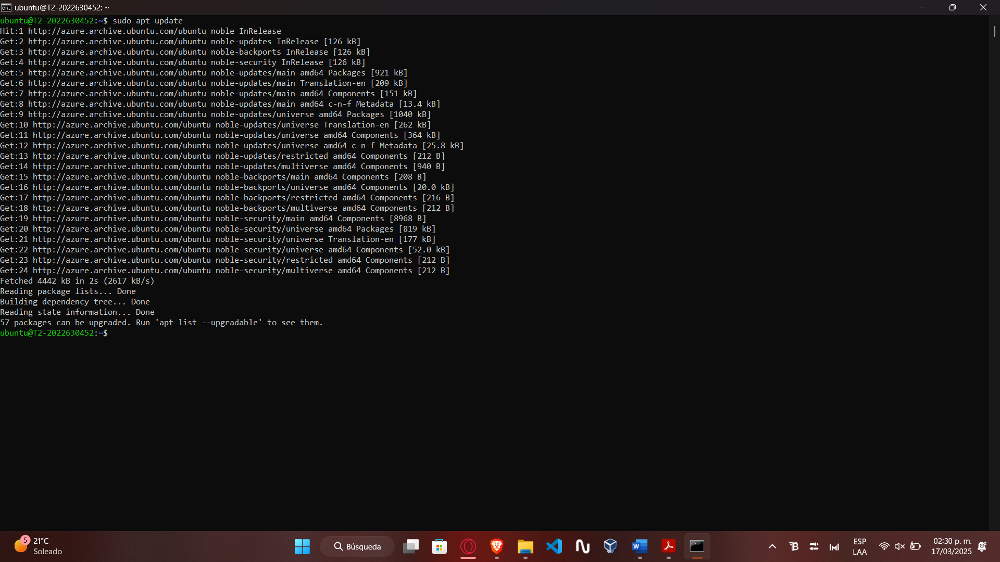 ubuntu@T2-2022630452: ~
ubuntu@T2-2022630452:~$ sudo apt update
Hit:1 http://azure.archive.ubuntu.com/ubuntu noble InRelease
Get:2 http://azure.archive.ubuntu.com/ubuntu noble-updates InRelease [126 kB]
Get:3 http://azure.archive.ubuntu.com/ubuntu noble-backports InRelease [126 kB]
Get:4 http://azure.archive.ubuntu.com/ubuntu noble-security InRelease [126 kB]
Get:5 http://azure.archive.ubuntu.com/ubuntu noble-updates/main amd64 Packages [921 kB]
Get:6 http://azure.archive.ubuntu.com/ubuntu noble-updates/main Translation-en [209 kB]
Get:7 http://azure.archive.ubuntu.com/ubuntu noble-updates/main amd64 Components [151 kB]
Get:8 http://azure.archive.ubuntu.com/ubuntu noble-updates/main amd64 c-n-f Metadata [13.4 kB]
Get:9 http://azure.archive.ubuntu.com/ubuntu noble-updates/universe amd64 Packages [1040 kB]
Get:10 http://azure.archive.ubuntu.com/ubuntu noble-updates/universe Translation-en [262 kB]
Get:11 http://azure.archive.ubuntu.com/ubuntu noble-updates/universe amd64 Components [364 kB]
Get:12 http://azure.archive.ubuntu.com/ubuntu noble-updates/universe amd64 c-n-f Metadata [25.8 kB]
Get:13 http://azure.archive.ubuntu.com/ubuntu noble-updates/restricted amd64 Components [212 B]
Get:14 http://azure.archive.ubuntu.com/ubuntu noble-updates/multiverse amd64 Components [940 B]
Get:15 http://azure.archive.ubuntu.com/ubuntu noble-backports/main amd64 Components [208 B]
Get:16 http://azure.archive.ubuntu.com/ubuntu noble-backports/universe amd64 Components [20.0 kB]
Get:17 http://azure.archive.ubuntu.com/ubuntu noble-backports/restricted amd64 Components [216 B]
Get:18 http://azure.archive.ubuntu.com/ubuntu noble-backports/multiverse amd64 Components [212 B]
Get:19 http://azure.archive.ubuntu.com/ubuntu noble-security/main amd64 Components [8968 B]
Get:20 http://azure.archive.ubuntu.com/ubuntu noble-security/universe amd64 Packages [819 kB]
Get:21 http://azure.archive.ubuntu.com/ubuntu noble-security/universe Translation-en [177 kB]
Get:22 http://azure.archive.ubuntu.com/ubuntu noble-security/universe amd64 Components [52.0 kB]
Get:23 http://azure.archive.ubuntu.com/ubuntu noble-security/restricted amd64 Components [212 B]
Get:24 http://azure.archive.ubuntu.com/ubuntu noble-security/multiverse amd64 Components [212 B]
Fetched 4442 kB in 2s (2617 kB/s)
Reading package lists... Done
Building dependency tree... Done
Reading state information... Done
57 packages can be upgraded. Run 'apt list --upgradable' to see them.
ubuntu@T2-2022630452:~$
5
21°C
Soleado
Búsqueda
ESP
LAA
02:30 p. m.
17/03/2025